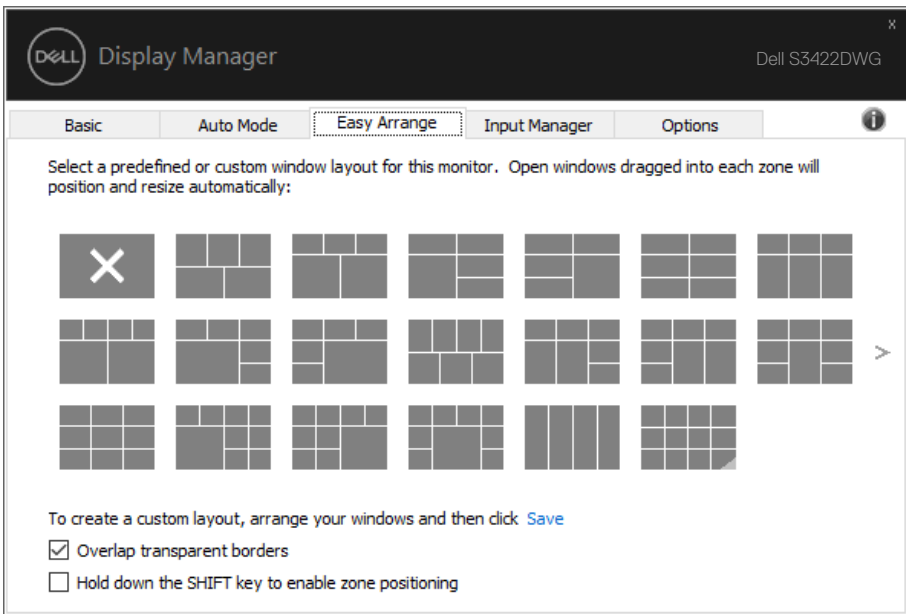 x
DELL Display Manager
Dell S3422DWG
Basic Auto Mode Easy Arrange Input Manager Options
Select a predefined or custom window layout for this monitor. Open windows dragged into each zone will
position and resize automatically:
>
To create a custom layout, arrange your windows and then click Save
Overlap transparent borders
Hold down the SHIFT key to enable zone positioning